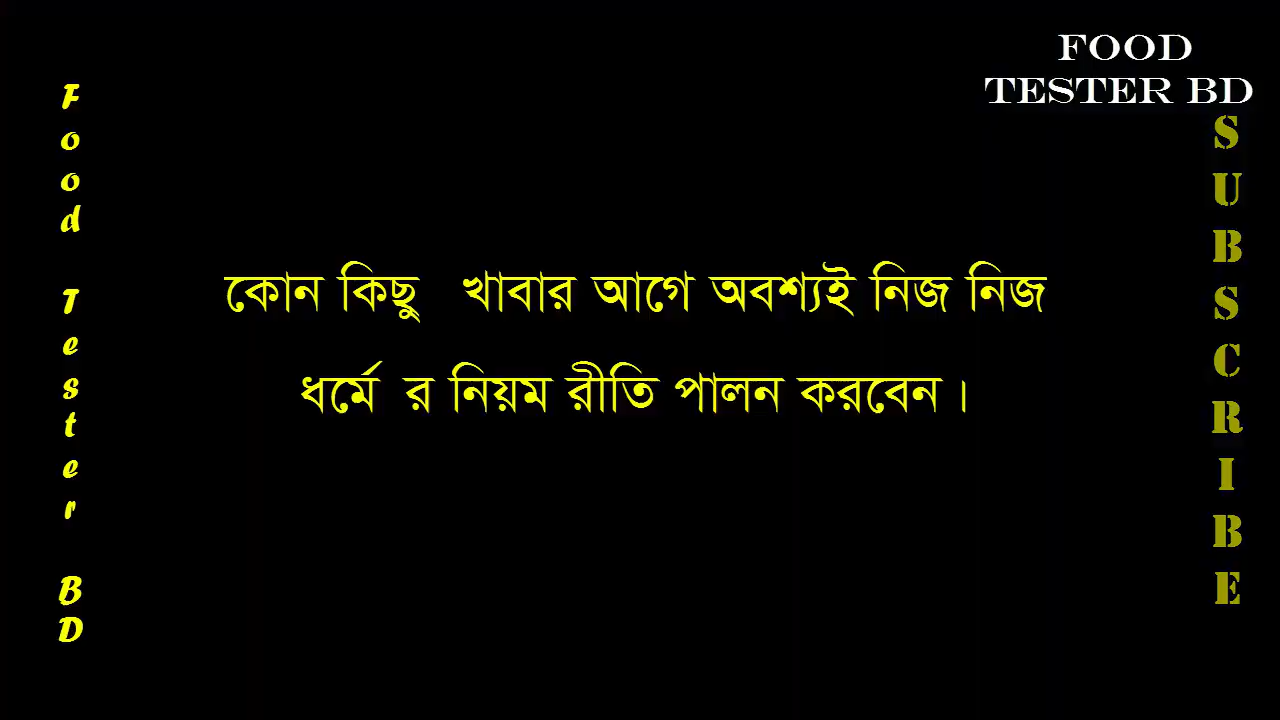 FOOD
TESTER BD
Food Tester BD
কোন কিছু খাবার আগে অবশ্যই নিজ নিজ
ধর্মে র নিয়ম রীতি পালন করবেন।
SUBSCRIBE